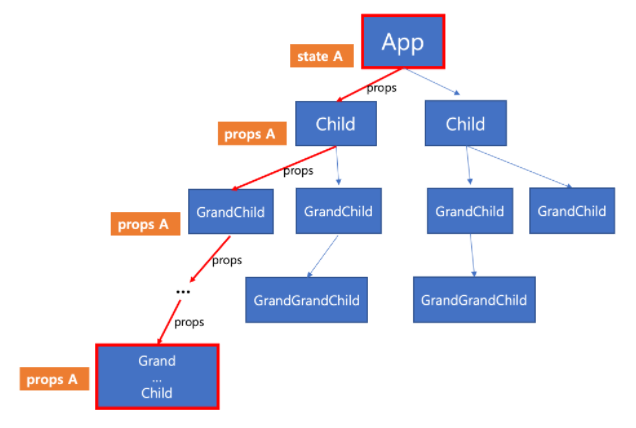 App
state A
props
Child
Child
props A
props
GrandChild
GrandChild
GrandChild
GrandChild
props A
props
...
GrandGrandChild
GrandGrandChild
props
Grand
...
Child
props A